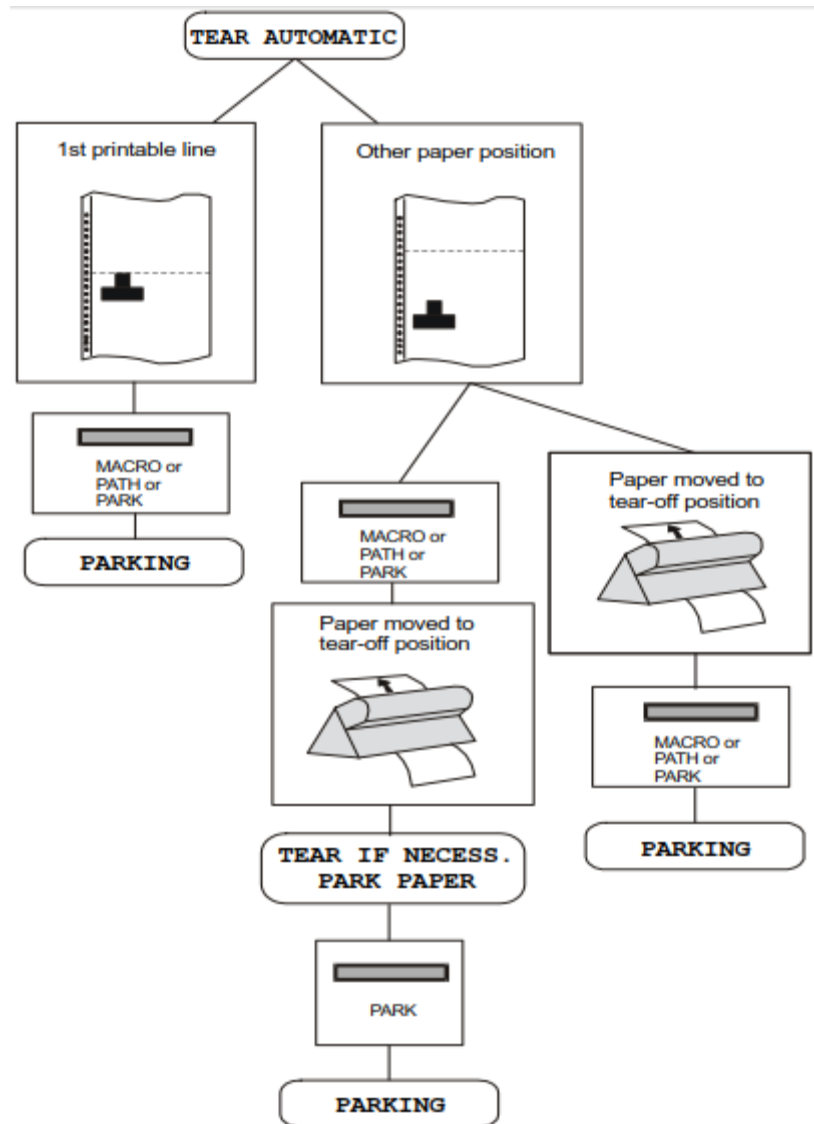 TEAR AUTOMATIC
1st printable line
Other paper position
MACRO or
PATH or
PARK
PARKING
MACRO or
PATH or
PARK
Paper moved to
tear-off position
TEAR IF NECESS.
PARK PAPER
PARK
PARKING
Paper moved to
tear-off position
MACRO or
PATH or
PARK
PARKING